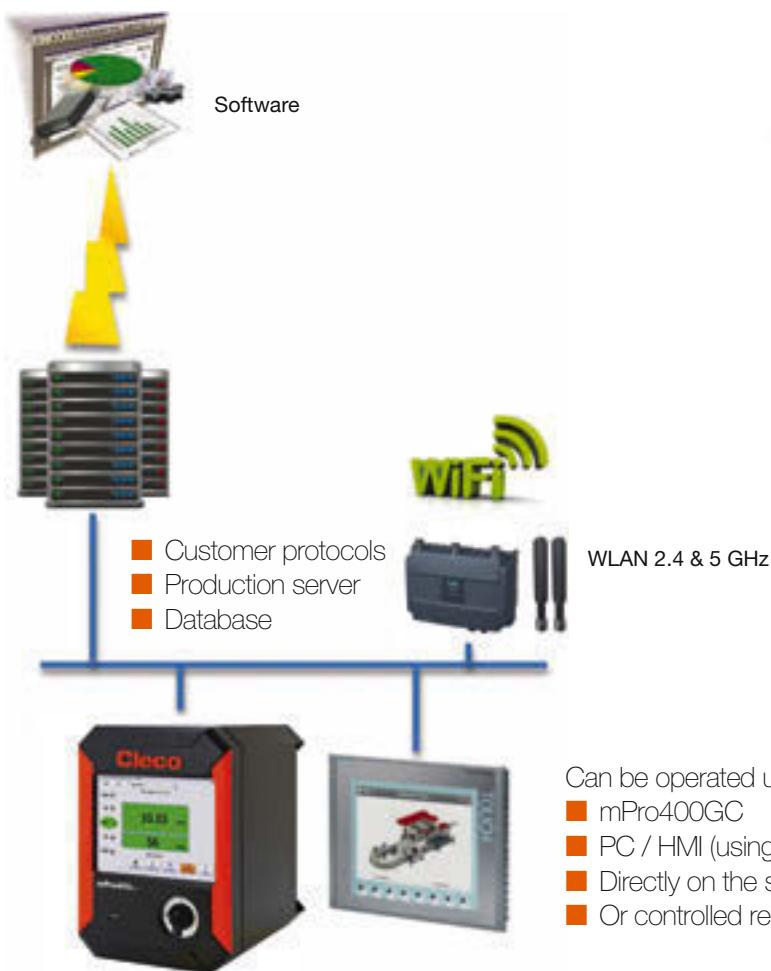 Software
WiFi
Customer protocols
Production server
Database
WLAN 2.4 & 5 GHz
Cleco
Can be operated u
mPro400GC
PC / HMI (using
Directly on the s
Or controlled re